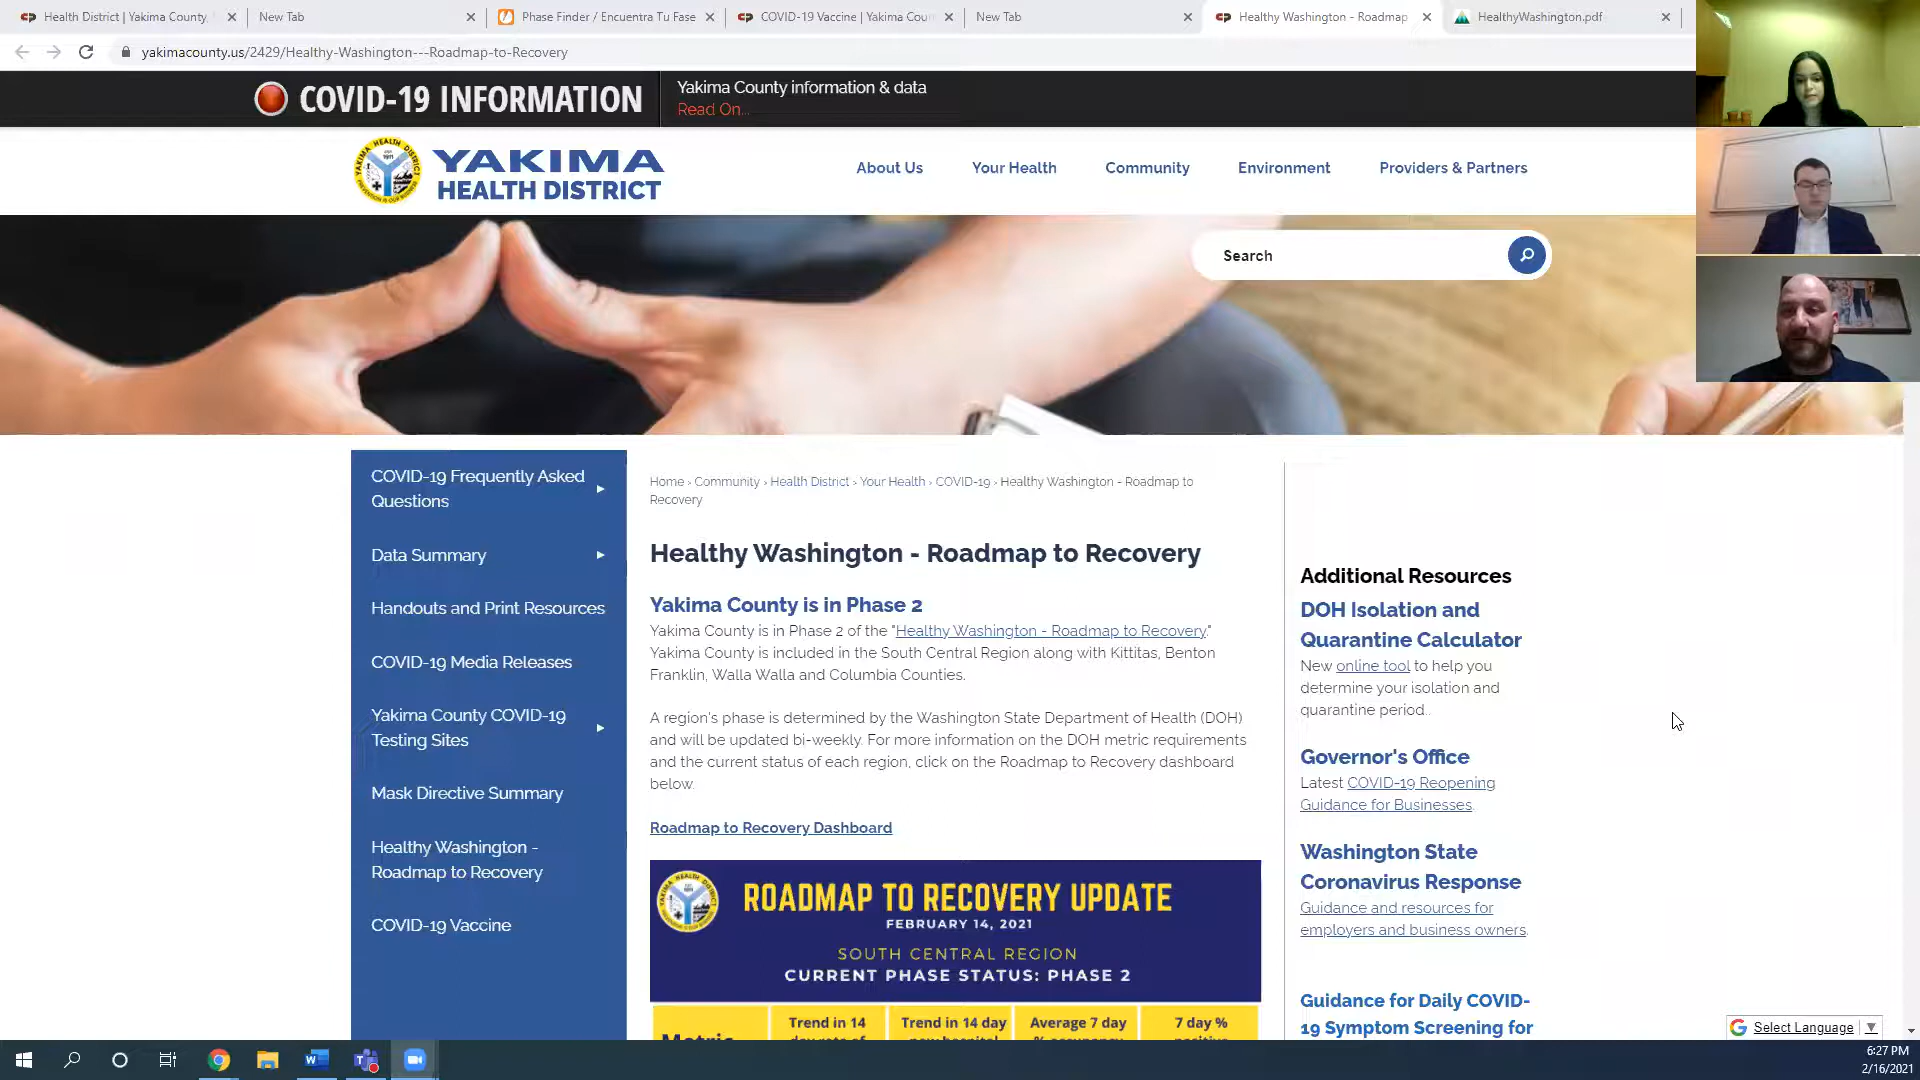 Health District | Yakima County,
New Tab
Phase Finder / Encuentra Tu Fase
COVID-19 Vaccine | Yakima Coun
New Tab
Healthy Washington - Roadmap
HealthyWashington.pdf
yakimacounty.us/2429/Healthy-Washington---Roadmap-to-Recovery
COVID-19 INFORMATION
Yakima County information & data
Read On...
YAKIMA
HEALTH DISTRICT
About Us
Your Health
Community
Environment
Providers & Partners
Search
COVID-19 Frequently Asked
Questions
Data Summary
Handouts and Print Resources
COVID-19 Media Releases
Yakima County COVID-19
Testing Sites
Mask Directive Summary
Healthy Washington -
Roadmap to Recovery
COVID-19 Vaccine
Home › Community › Health District › Your Health › COVID-19 › Healthy Washington - Roadmap to
Recovery
Healthy Washington - Roadmap to Recovery
Yakima County is in Phase 2
Yakima County is in Phase 2 of the "Healthy Washington - Roadmap to Recovery."
Yakima County is included in the South Central Region along with Kittitas, Benton
Franklin, Walla Walla and Columbia Counties.
A region's phase is determined by the Washington State Department of Health (DOH)
and will be updated bi-weekly. For more information on the DOH metric requirements
and the current status of each region, click on the Roadmap to Recovery dashboard
below.
Roadmap to Recovery Dashboard
ROADMAP TO RECOVERY UPDATE
FEBRUARY 14, 2021
SOUTH CENTRAL REGION
CURRENT PHASE STATUS: PHASE 2
Metric
Trend in 14
day rate of
Trend in 14 day
new hospital
Average 7 day
% occupancy
7 day %
positive
Additional Resources
DOH Isolation and
Quarantine Calculator
New online tool to help you
determine your isolation and
quarantine period..
Governor's Office
Latest COVID-19 Reopening
Guidance for Businesses.
Washington State
Coronavirus Response
Guidance and resources for
employers and business owners.
Guidance for Daily COVID-
19 Symptom Screening for
Select Language
6:27 PM
2/16/2021